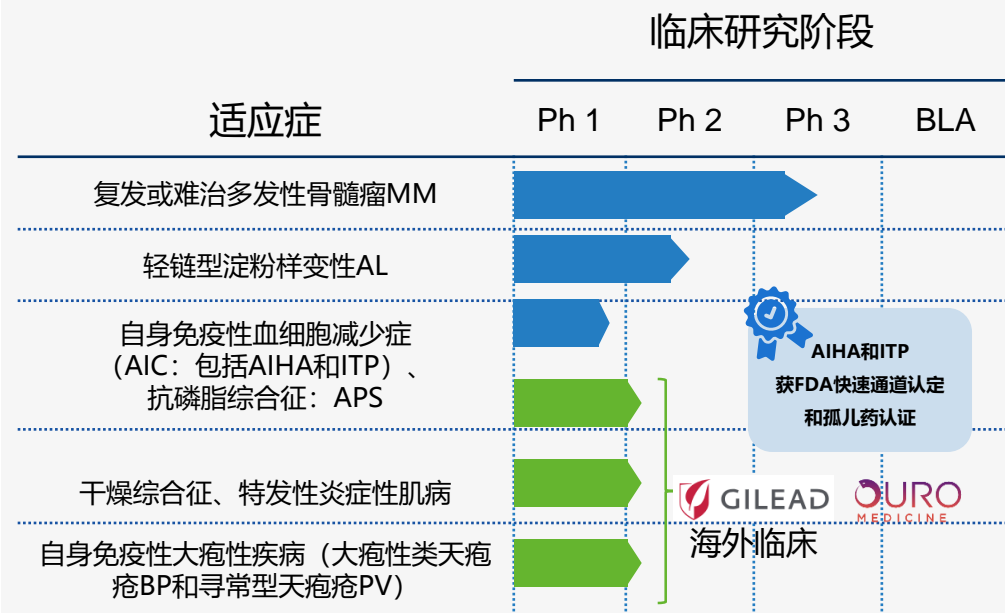 临床研究阶段
适应症
Ph 1 Ph 2 Ph 3 BLA
复发或难治多发性骨髓瘤MM
轻链型淀粉样变性AL
自身免疫性血细胞减少症
（AIC：包括AIHA和ITP）、
抗磷脂综合征：APS
AIHA和ITP
获FDA快速通道认定
和孤儿药认证
干燥综合征、特发性炎症性肌病
GILEAD
OURO
MEDICINE
海外临床
自身免疫性大疱性疾病（大疱性类天疱
疮BP和寻常型天疱疮PV）